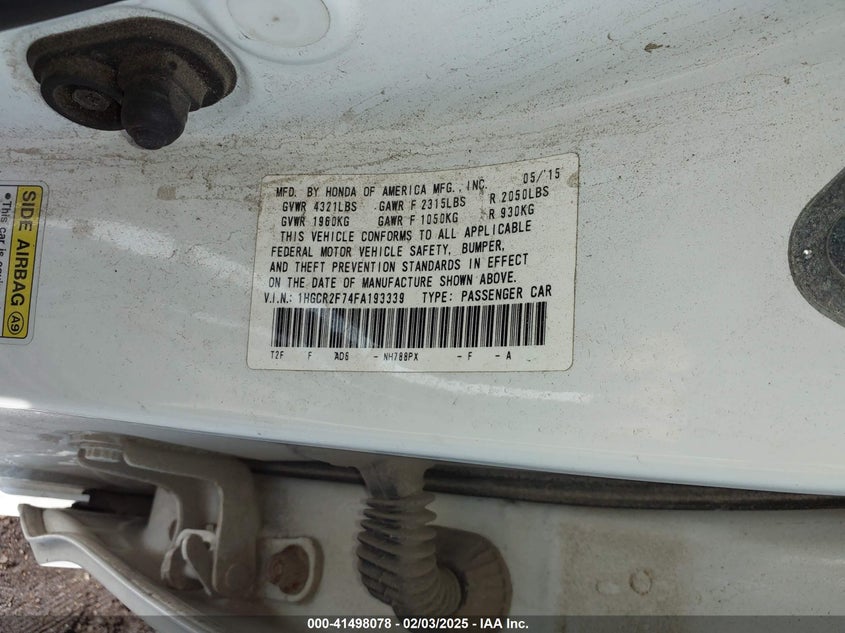 MFD. BY HONDA OF AMERICA MFG., INC. 05/'15
GVWR 4321LBS GAWR F 2315LBS R 2050LBS
GVWR 1960KG GAWR F 1050KG R 930KG
THIS VEHICLE CONFORMS TO ALL APPLICABLE
FEDERAL MOTOR VEHICLE SAFETY, BUMPER,
AND THEFT PREVENTION STANDARDS IN EFFECT
ON THE DATE OF MANUFACTURE SHOWN ABOVE.
V.I.N.: 1HGCR2F74FA193339 TYPE: PASSENGER CAR
T2F F AD6 -NH788PX -F -A
SIDE AIRBAG A9
•This car is
000-41498078 - 02/03/2025 - IAA Inc.